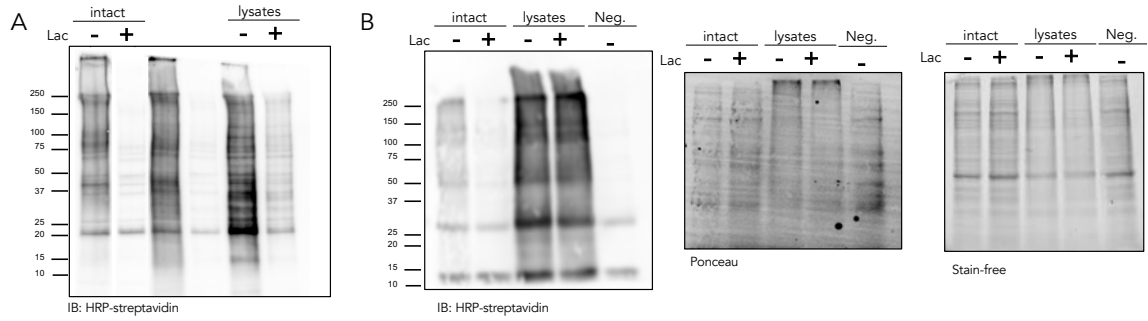 A
intact
lysates
Lac
-
+
-
+
250
150
100
75
50
37
25
20
15
10
IB: HRP-streptavidin
B
intact
lysates
Neg.
Lac
-
+
-
+
-
250
150
100
75
50
37
25
20
15
10
IB: HRP-streptavidin
intact
lysates
Neg.
Lac
-
+
-
+
-
Ponceau
intact
lysates
Neg.
Lac
-
+
-
+
-
Stain-free